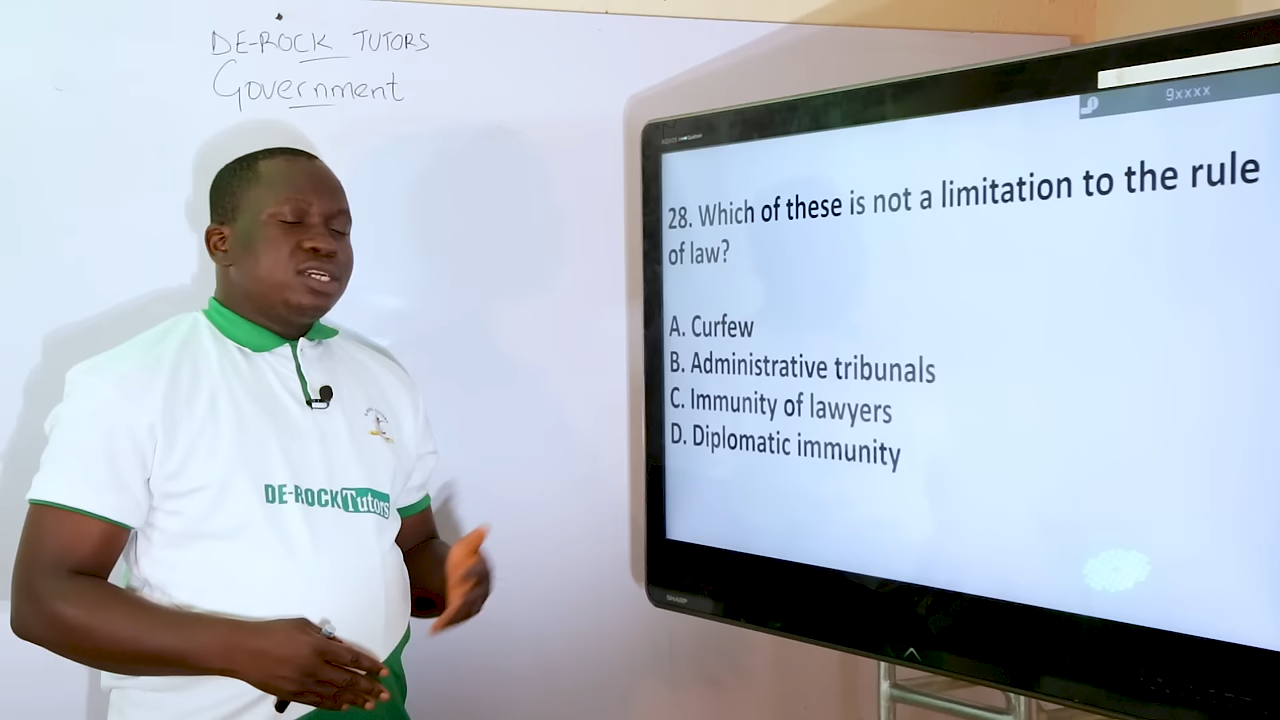 DE-ROCK TUTORS
Government
9xxxx
28. Which of these is not a limitation to the rule
of law?
A. Curfew
B. Administrative tribunals
C. Immunity of lawyers
D. Diplomatic immunity
DE-ROCK Tutors
SHARP